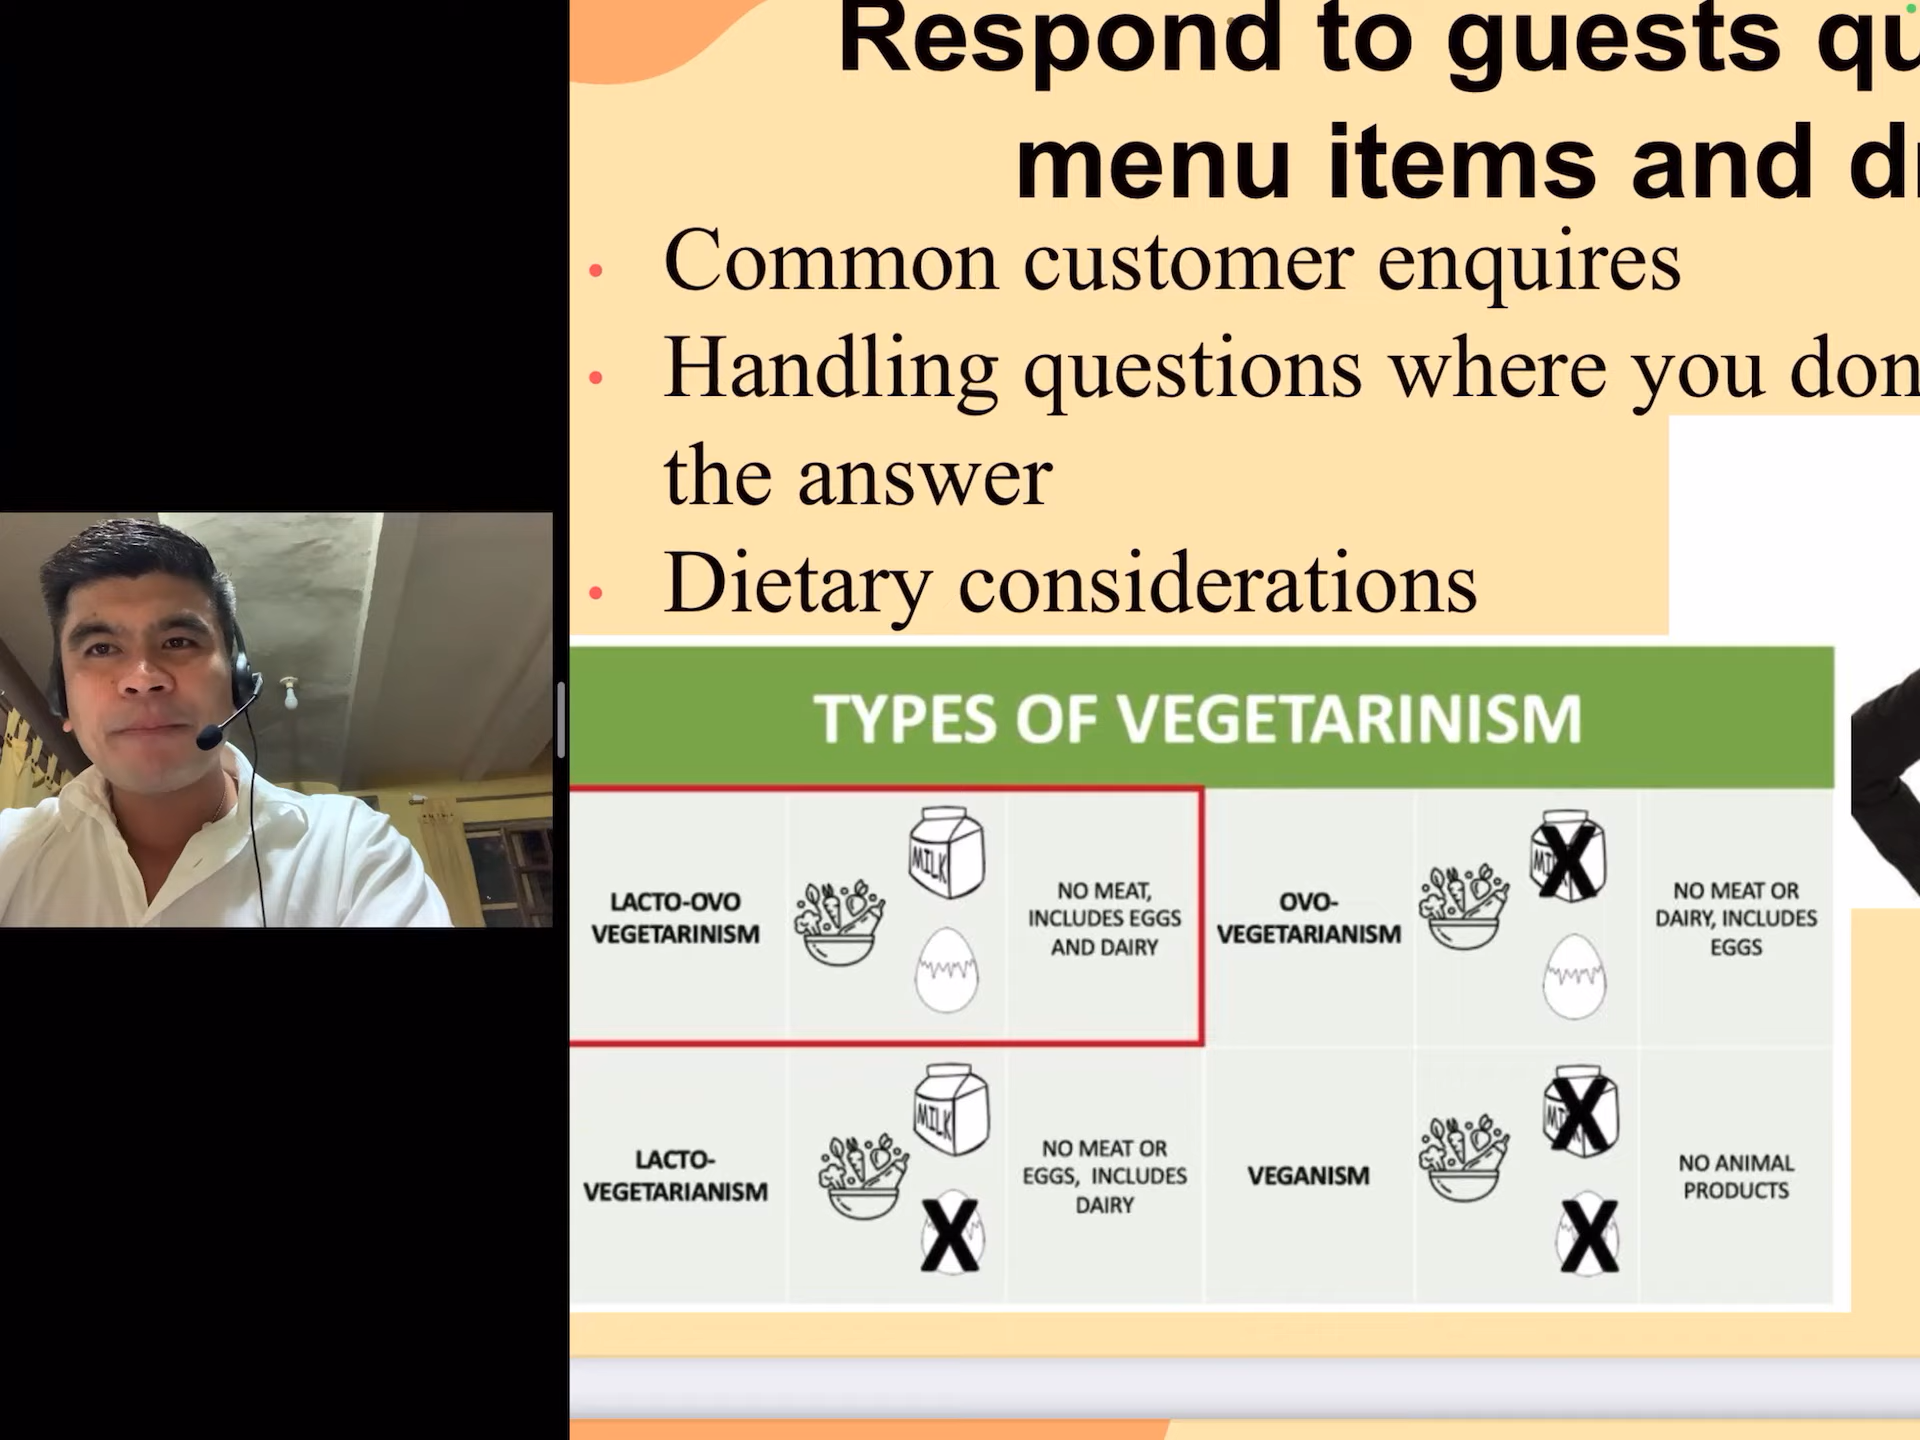 Respond to guests
menu items and
Common customer enquires
Handling questions where you
the answer
Dietary considerations
TYPES OF VEGETARINISM
LACTO-OVO
VEGETARINISM
MILK
NO MEAT,
INCLUDES EGGS
AND DAIRY
OVO-
VEGETARIANISM
NO MEAT OR
DAIRY, INCLUDES
EGGS
LACTO-
VEGETARIANISM
MILK
NO MEAT OR
EGGS, INCLUDES
DAIRY
VEGANISM
NO ANIMAL
PRODUCTS